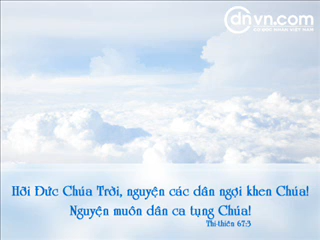 cdnvn.com
Hỡi Đức Chúa Trời, nguyện các dân ngợi khen Chúa!
Nguyện muôn dân ca tụng Chúa!
Thi-thiên 67:3